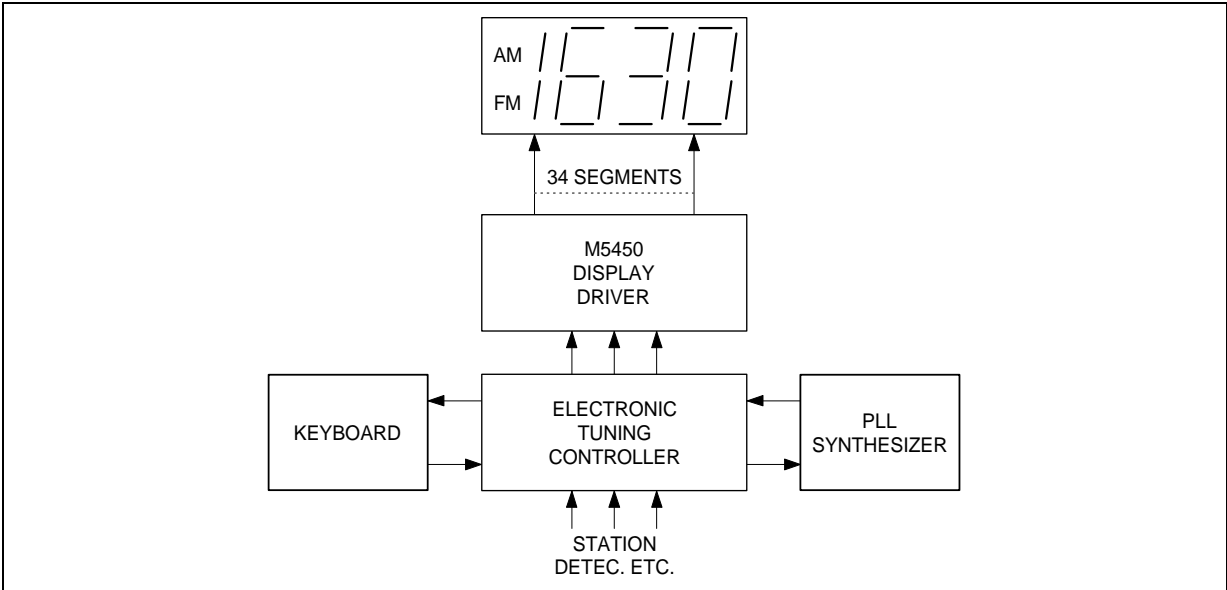 AM
FM
1630
34 SEGMENTS
M5450
DISPLAY
DRIVER
KEYBOARD
ELECTRONIC
TUNING
CONTROLLER
PLL
SYNTHESIZER
STATION
DETEC. ETC.